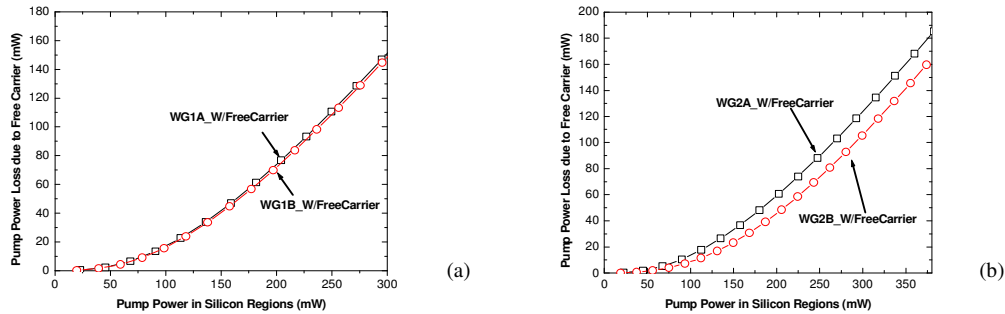 180
160
140
120
100
80
60
40
20
0
Pump Power Loss due to Free Carrier (mW)
WG1A_W/FreeCarrier
WG1B_W/FreeCarrier
0 50 100 150 200 250 300
Pump Power in Silicon Regions (mW)
(a)
200
180
160
140
120
100
80
60
40
20
0
Pump Power Loss due to Free Carrier (mW)
WG2A_W/FreeCarrier
WG2B_W/FreeCarrier
0 50 100 150 200 250 300 350
Pump Power in Silicon Regions (mW)
(b)